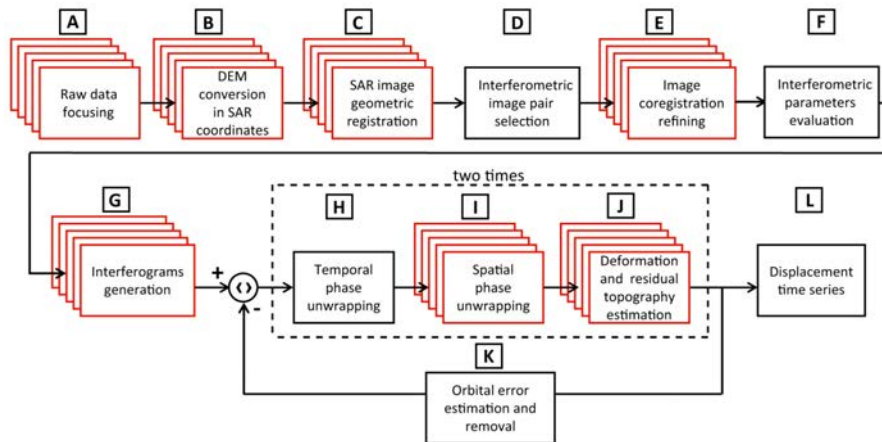 A
B
C
D
E
F
Raw data
focusing
DEM
conversion
in SAR
coordinates
SAR image
geometric
registration
Interferometric
image pair
selection
Image
coregistration
refining
Interferometric
parameters
evaluation
two times
G
H
I
J
L
Interferograms
generation
+
-
Temporal
phase
unwrapping
Spatial
phase
unwrapping
Deformation
and residual
topography
estimation
Displacement
time series
K
Orbital error
estimation and
removal